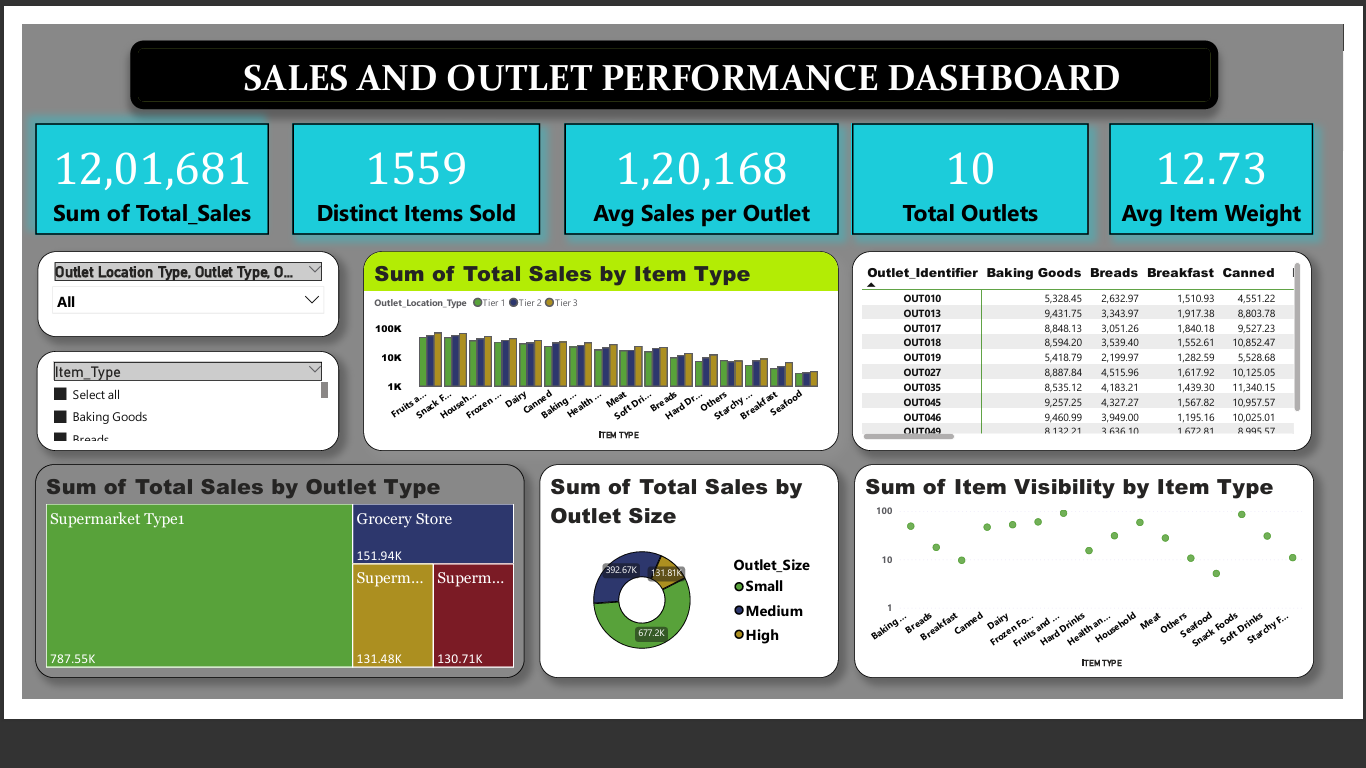 SALES AND OUTLET PERFORMANCE DASHBOARD
12,01,681
Sum of Total_Sales
1559
Distinct Items Sold
1,20,168
Avg Sales per Outlet
10
Total Outlets
12.73
Avg Item Weight
Outlet Location Type, Outlet Type, O...
All
Item_Type
Select all
Baking Goods
Breads
Sum of Total Sales by Item Type
Outlet_Location_Type Tier 1 Tier 2 Tier 3
100K
10K
1K
Fruits a... Snack F... Househ... Frozen ... Dairy Canned Baking ... Health ... Meat Soft Dri... Breads Hard Dr... Others Starchy ... Breakfast Seafood
ITEM TYPE
Outlet_Identifier Baking Goods Breads Breakfast Canned
OUT010 5,328.45 2,632.97 1,510.93 4,551.22
OUT013 9,431.75 3,343.97 1,917.38 8,803.78
OUT017 8,848.13 3,051.26 1,840.18 9,527.23
OUT018 8,594.20 3,539.40 1,552.61 10,852.47
OUT019 5,418.79 2,199.97 1,282.59 5,528.68
OUT027 8,887.84 4,515.96 1,617.92 10,125.05
OUT035 8,535.12 4,183.21 1,439.30 11,340.15
OUT045 9,257.25 4,327.27 1,567.82 10,957.57
OUT046 9,460.99 3,949.00 1,195.16 10,025.01
OUT049 8,132.21 3,636.10 1,672.81 8,995.57
Sum of Total Sales by Outlet Type
Supermarket Type1
787.55K
Grocery Store
151.94K
Superm...
131.48K
Superm...
130.71K
Sum of Total Sales by
Outlet Size
392.67K
131.81K
677.2K
Outlet_Size
Small
Medium
High
Sum of Item Visibility by Item Type
100
10
1
Baking ... Breads Breakfast Canned Dairy Frozen Fo... Fruits and ... Hard Drinks Health an... Household Meat Others Seafood Snack Foods Soft Drinks Starchy F...
ITEM TYPE